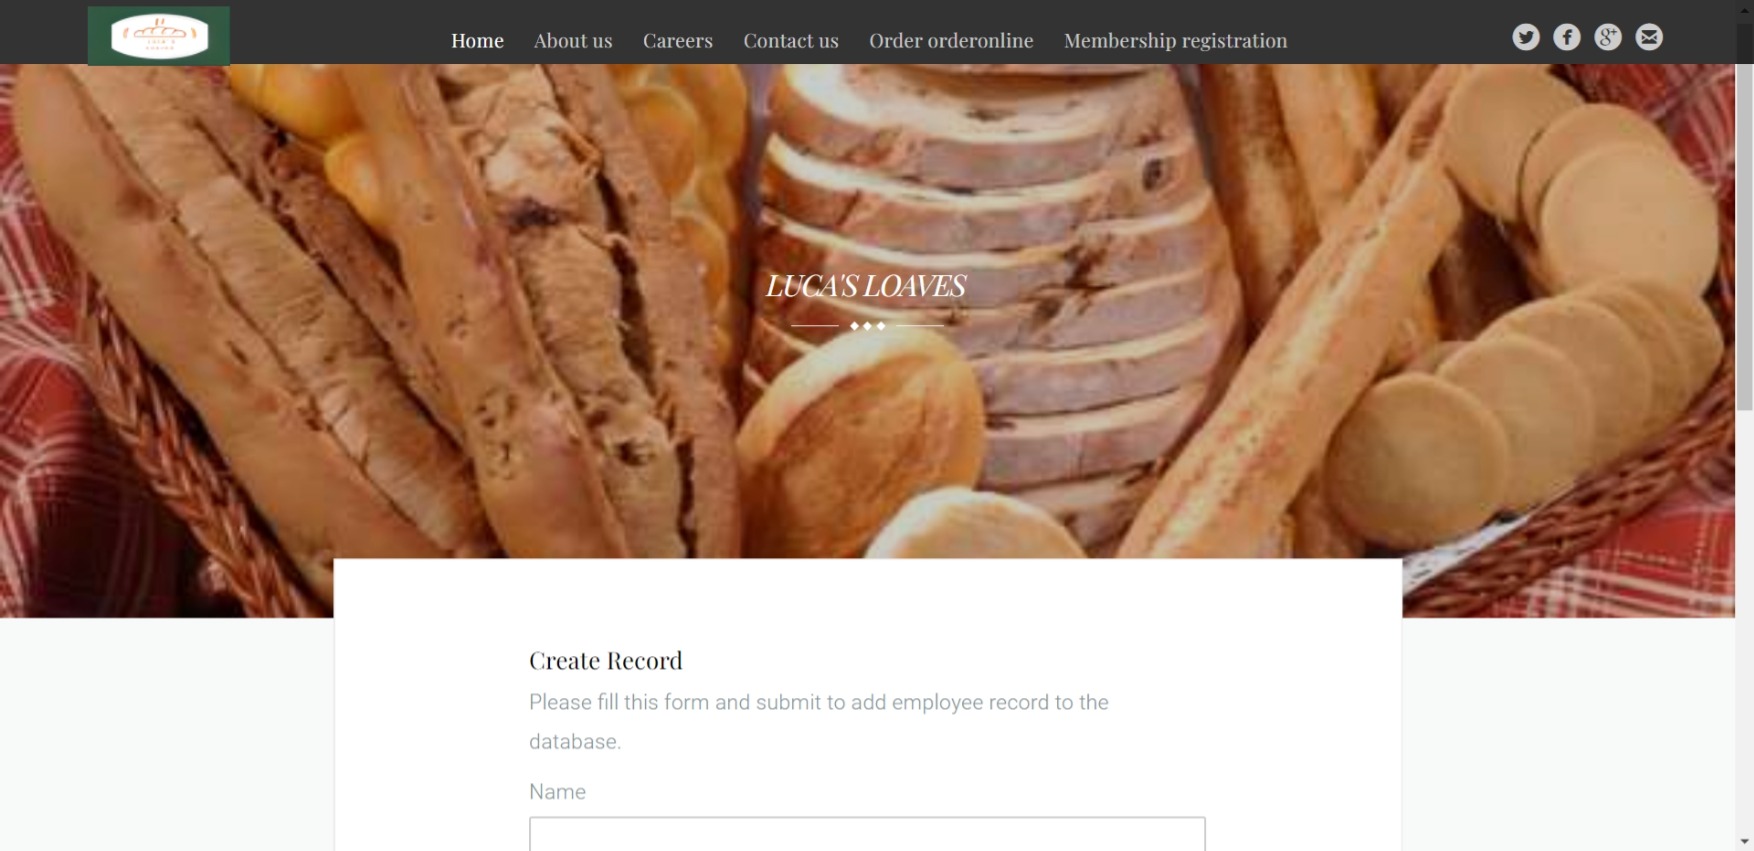 Home About us Careers Contact us Order orderonline Membership registration
LUCA'S LOAVES
Create Record
Please fill this form and submit to add employee record to the
database.
Name